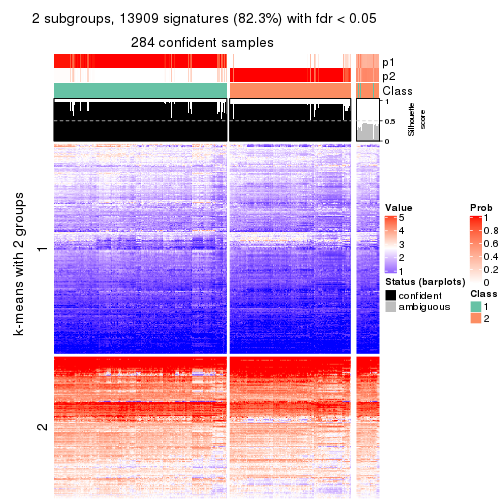 2 subgroups, 13909 signatures (82.3%) with fdr < 0.05
284 confident samples
p1
p2
Class
1
0.5
0
Silhouette
score
k-means with 2 groups
1
2
Value
5
4
3
2
1
Status (barplots)
confident
ambiguous
Prob
1
0.8
0.6
0.4
0.2
0
Class
1
2